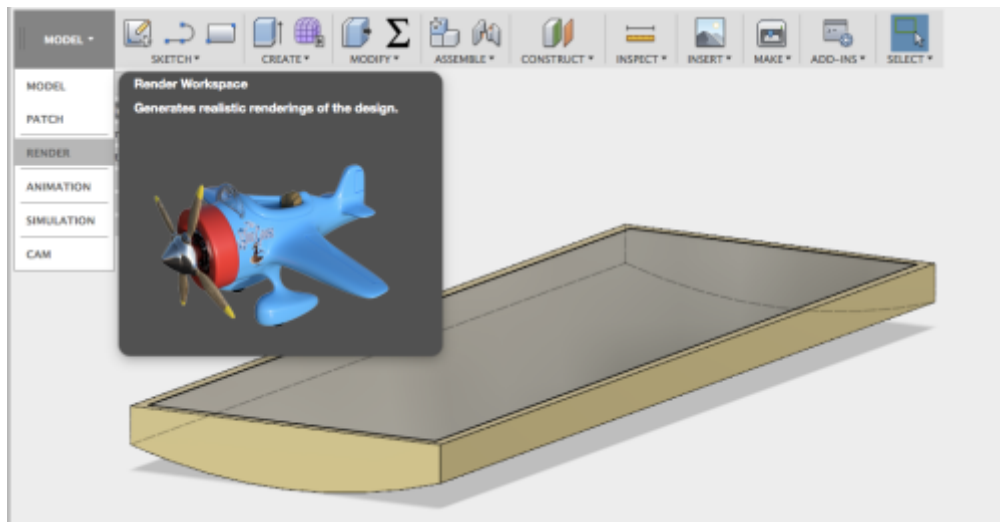 MODEL
SKETCH
CREATE
MODIFY
ASSEMBLE
CONSTRUCT
INSPECT
INSERT
MAKE
ADD-INS
SELECT
MODEL
PATCH
RENDER
ANIMATION
SIMULATION
CAM
Render Workspace
Generates realistic renderings of the design.